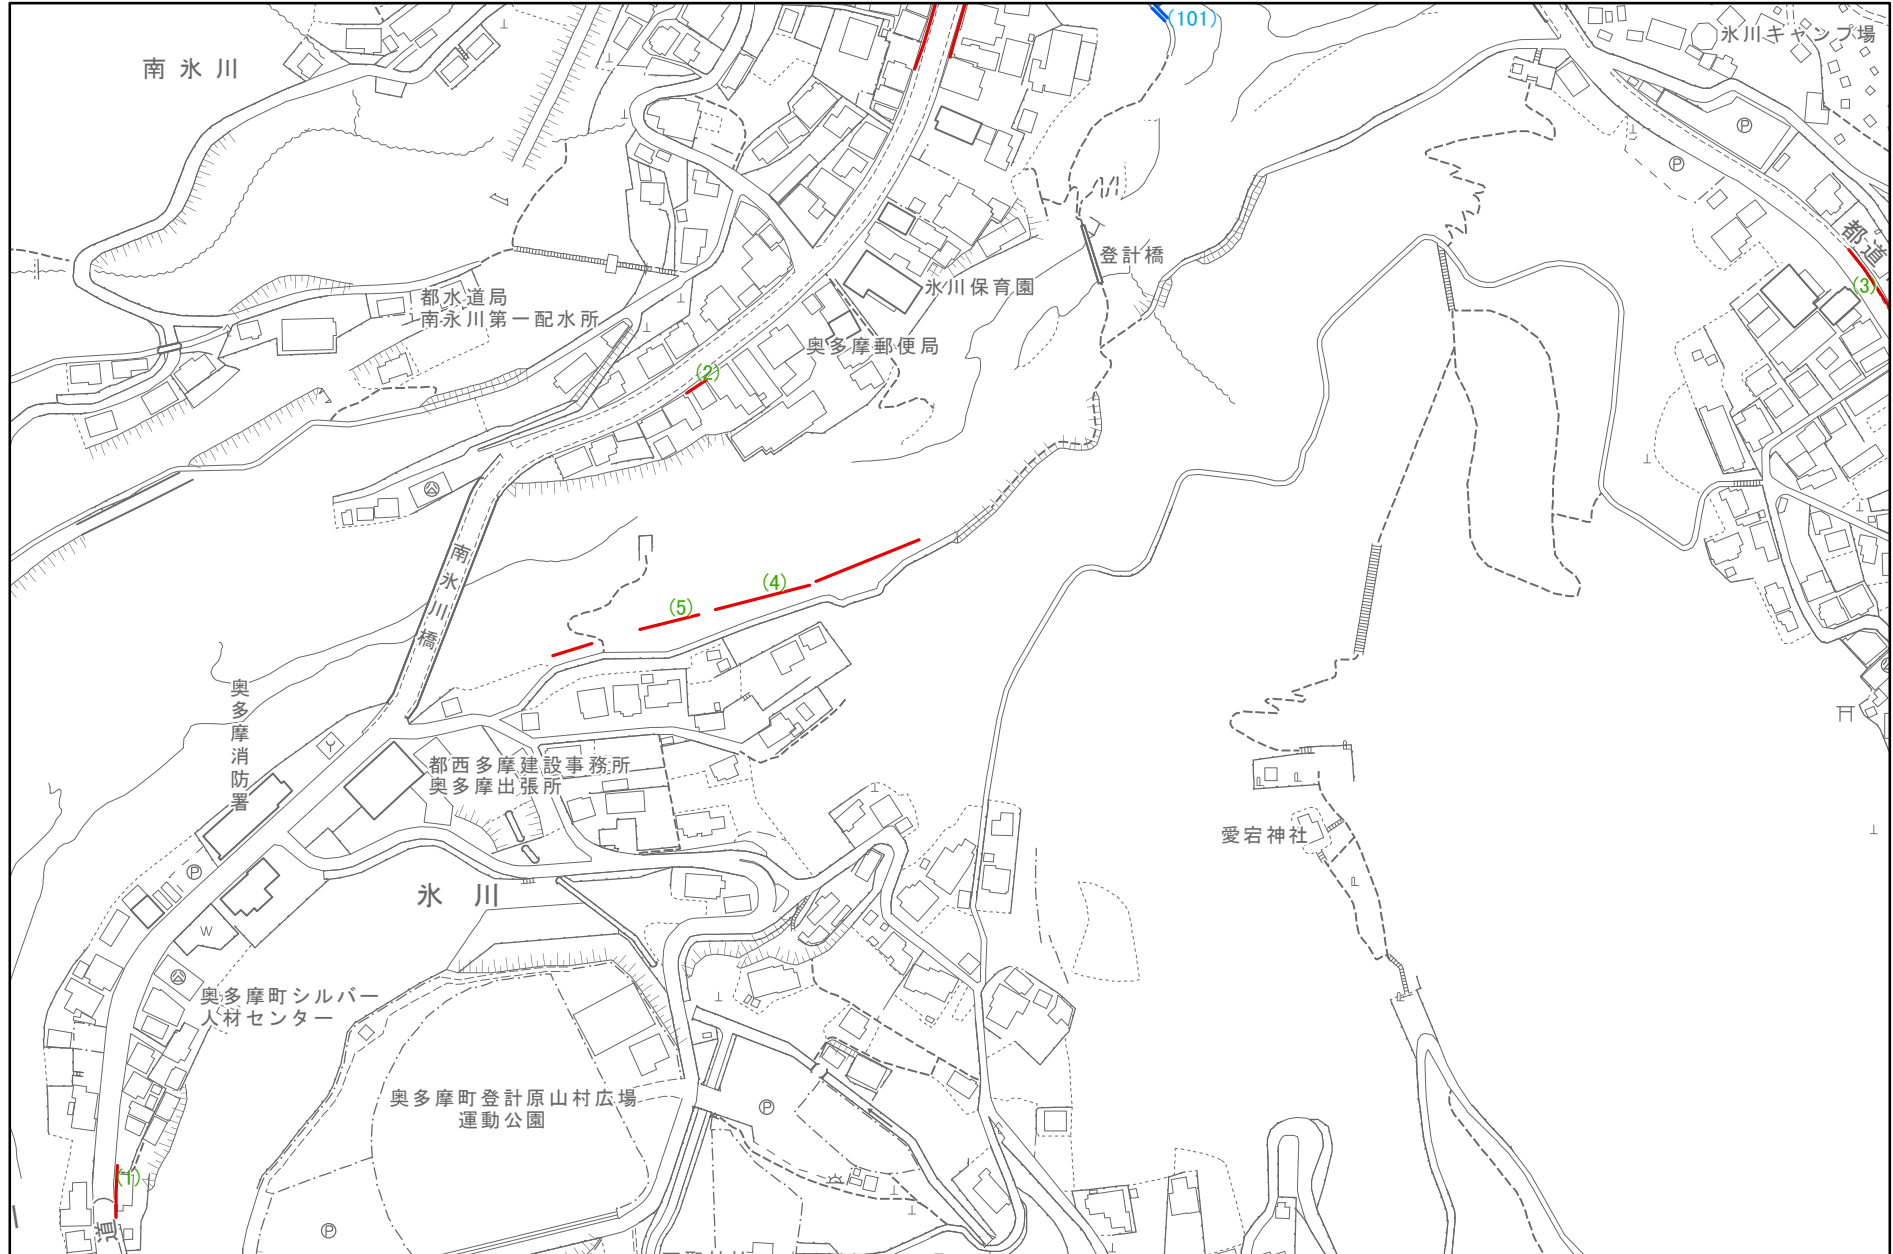 (101)
氷川キャンプ場
南氷川
都道
登計橋
(3)
氷川保育園
都水道局
南氷川第一配水所
奥多摩郵便局
(2)
南氷川橋
(4)
(5)
奥多摩消防署
都西多摩建設事務所
奥多摩出張所
愛宕神社
氷川
W
奥多摩町シルバー
人材センター
奥多摩町登計原山村広場
運動公園
(1)
道
P
P
P
P
P